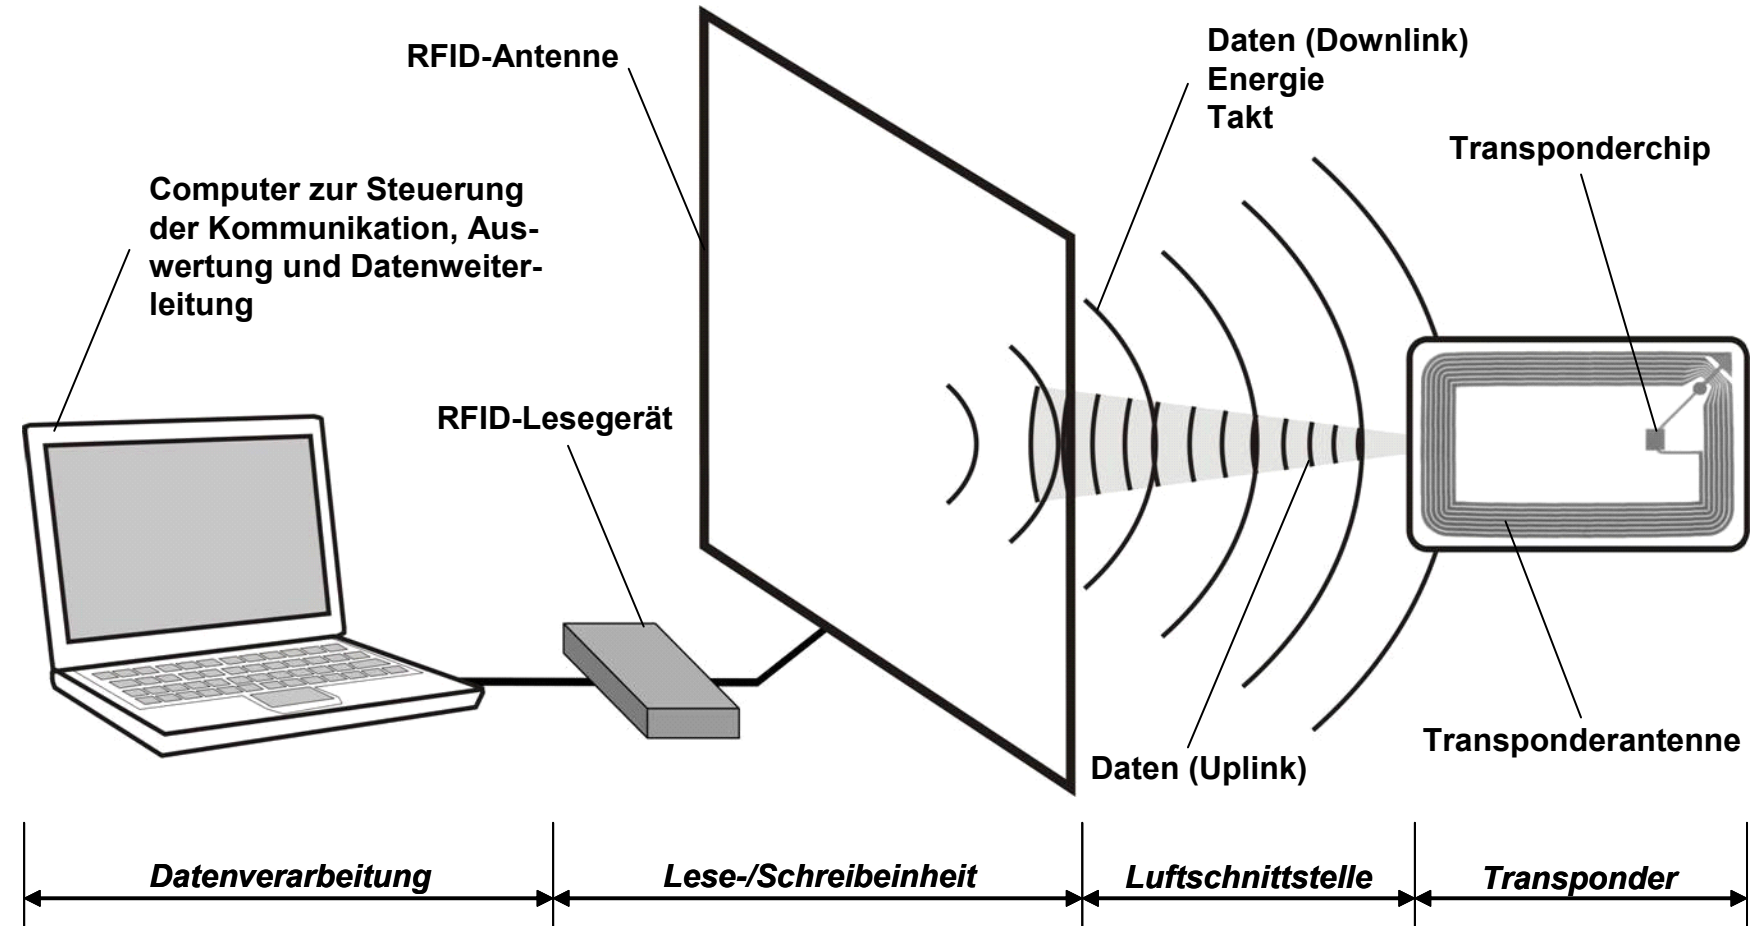 RFID-Antenne
Daten (Downlink)
Energie
Takt
Transponderchip
Computer zur Steuerung
der Kommunikation, Aus-
wertung und Datenweiter-
leitung
RFID-Lesegerät
Transponderantenne
Daten (Uplink)
Datenverarbeitung
Lese-/Schreibeinheit
Luftschnittstelle
Transponder